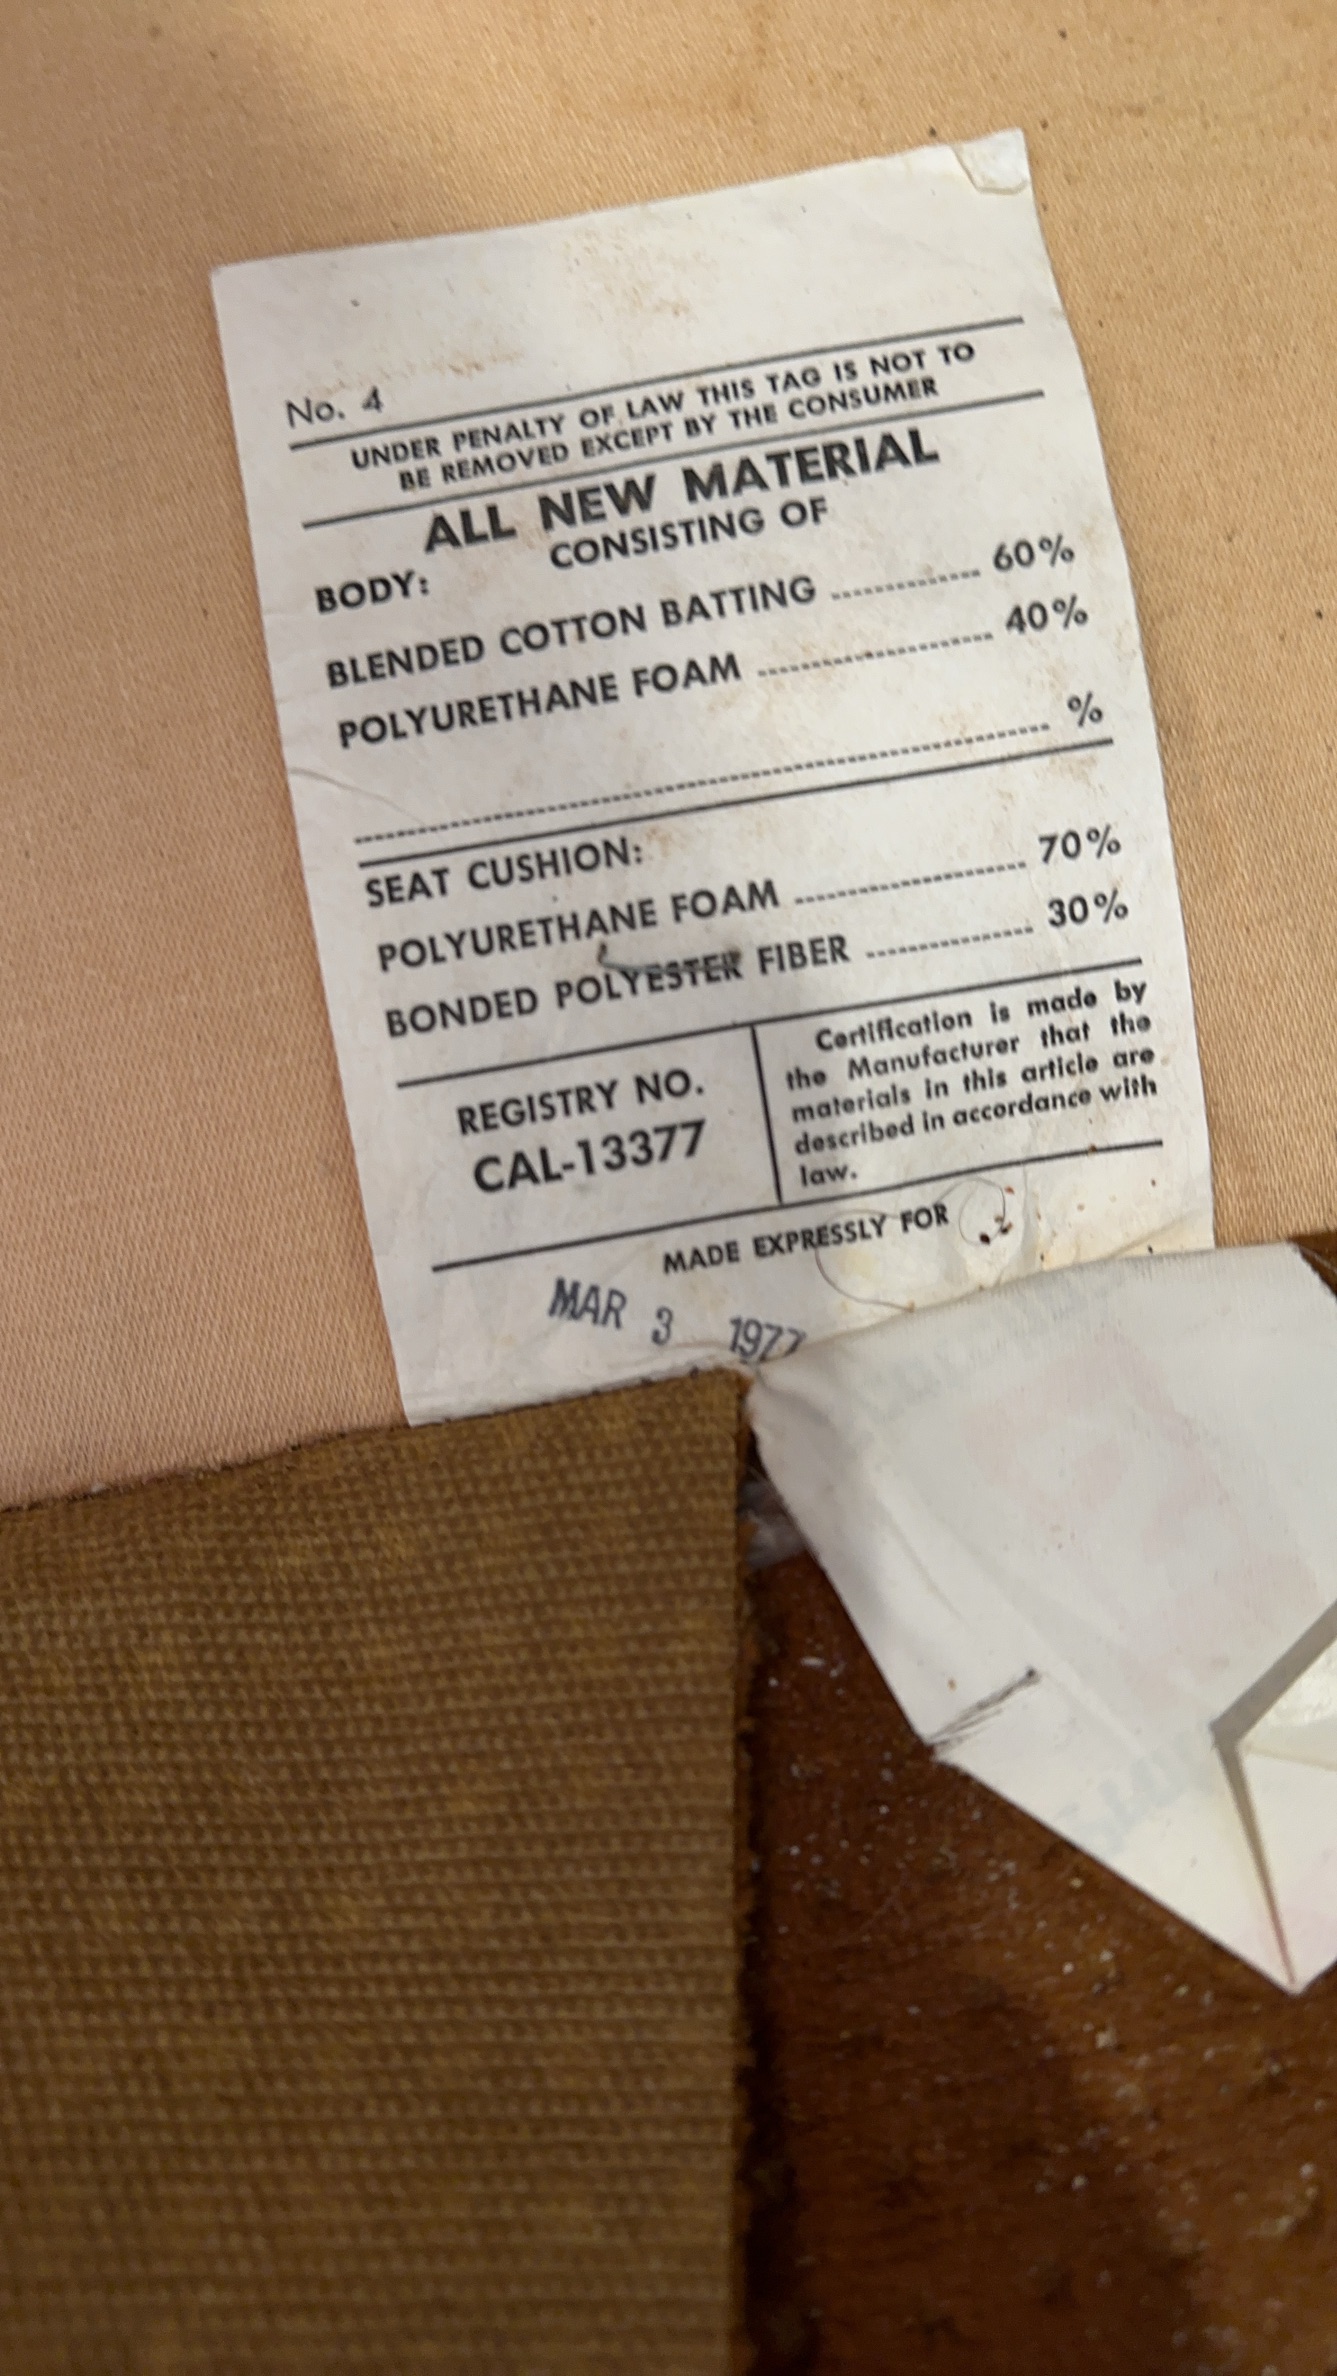 No. 4
UNDER PENALTY OF LAW THIS TAG IS NOT TO
BE REMOVED EXCEPT BY THE CONSUMER
ALL NEW MATERIAL
CONSISTING OF
BODY:
BLENDED COTTON BATTING 60%
POLYURETHANE FOAM 40%
%
SEAT CUSHION:
POLYURETHANE FOAM 70%
BONDED POLYESTER FIBER 30%
REGISTRY NO.
CAL-13377
Certification is made by
the Manufacturer that the
materials in this article are
described in accordance with
law.
MADE EXPRESSLY FOR
MAR 3 1977